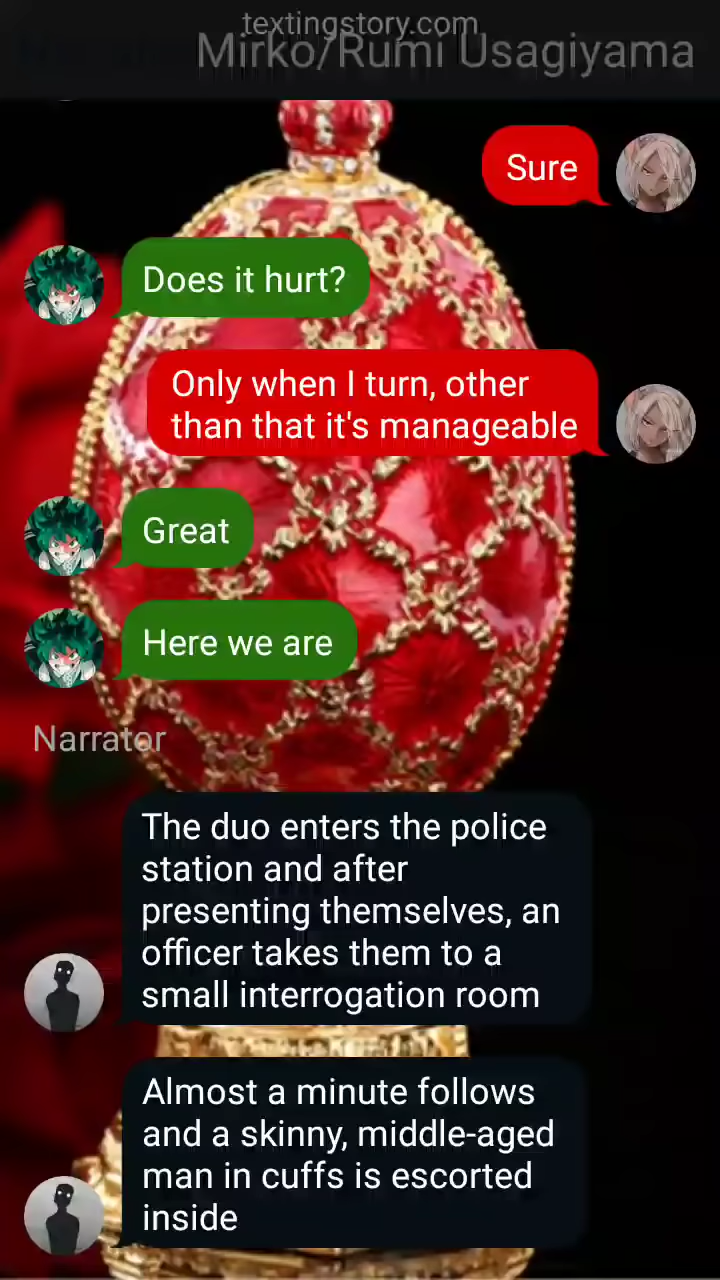 textingstory.com
Mirko/Rumi Usagiyama
Sure
Does it hurt?
Only when I turn, other
than that it's manageable
Great
Here we are
Narrator
The duo enters the police
station and after
presenting themselves, an
officer takes them to a
small interrogation room
Almost a minute follows
and a skinny, middle-aged
man in cuffs is escorted
inside